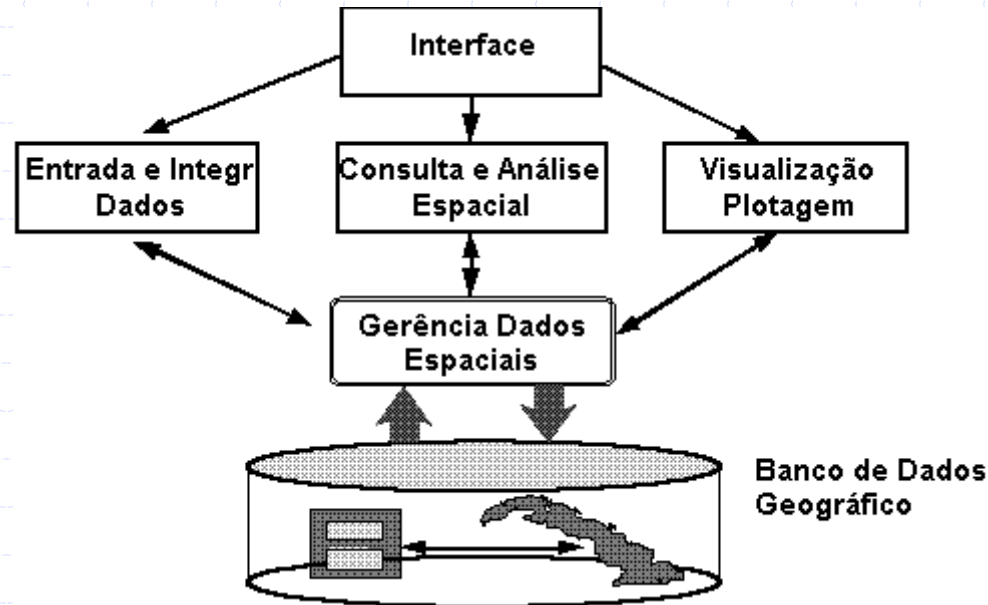 Interface
Entrada e Integr
Dados
Consulta e Análise
Espacial
Visualização
Plotagem
Gerência Dados
Espaciais
Banco de Dados
Geográfico